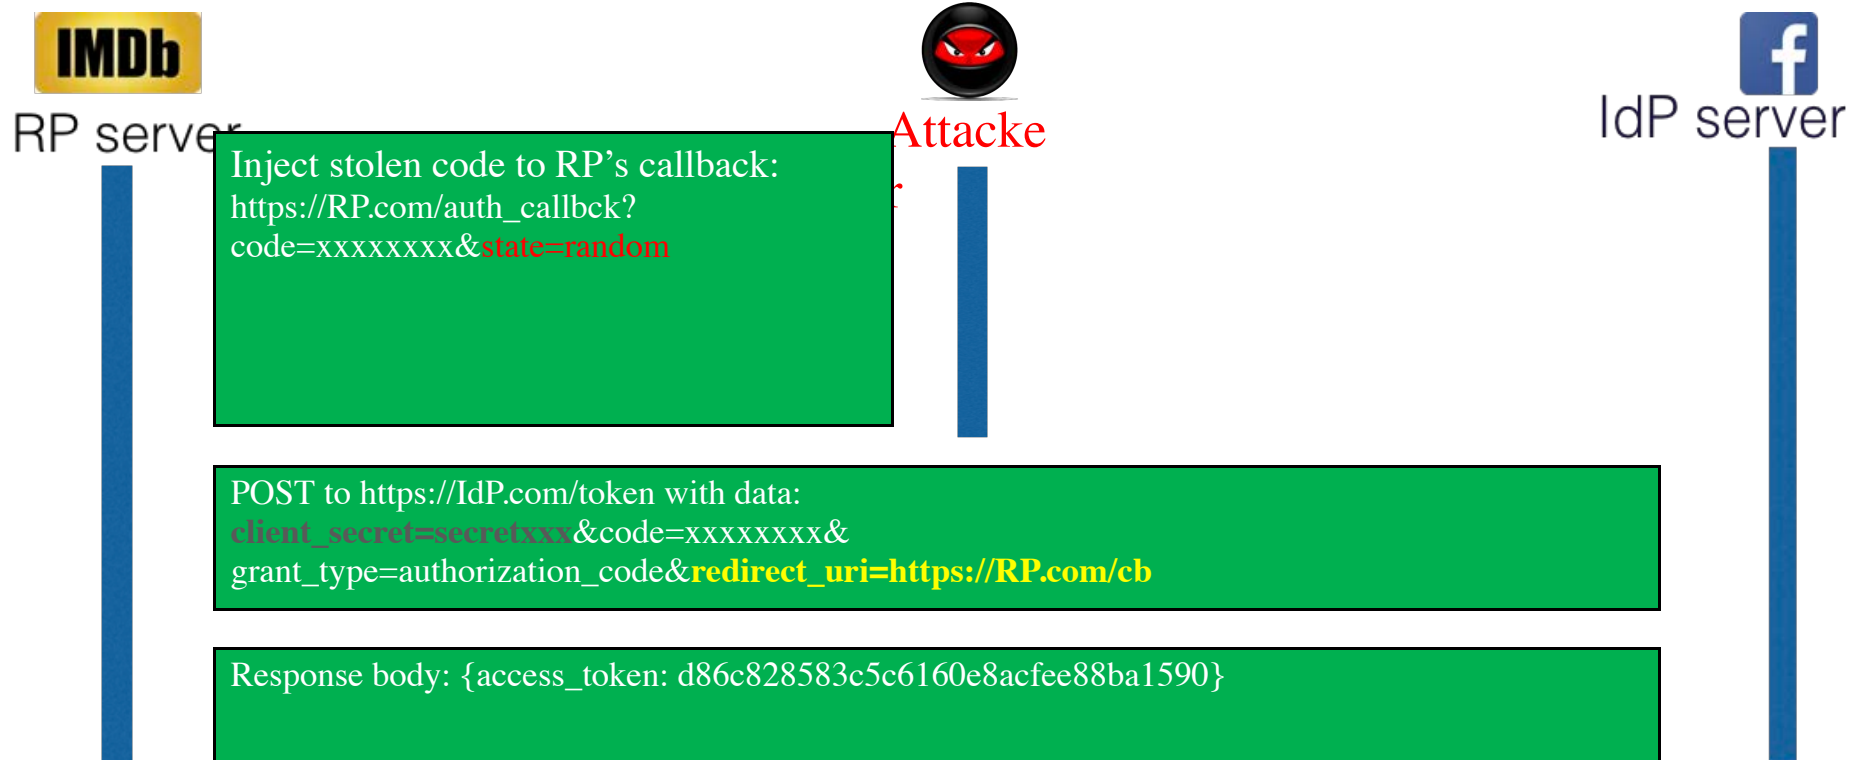 IMDb
f
RP server
Attacke
r
IdP server
Inject stolen code to RP’s callback:
https://RP.com/auth_callbck?
code=xxxxxxxx&state=random
POST to https://IdP.com/token with data:
client_secret=secretxxx&code=xxxxxxxx&
grant_type=authorization_code&redirect_uri=https://RP.com/cb
Response body: {access_token: d86c828583c5c6160e8acfee88ba1590}